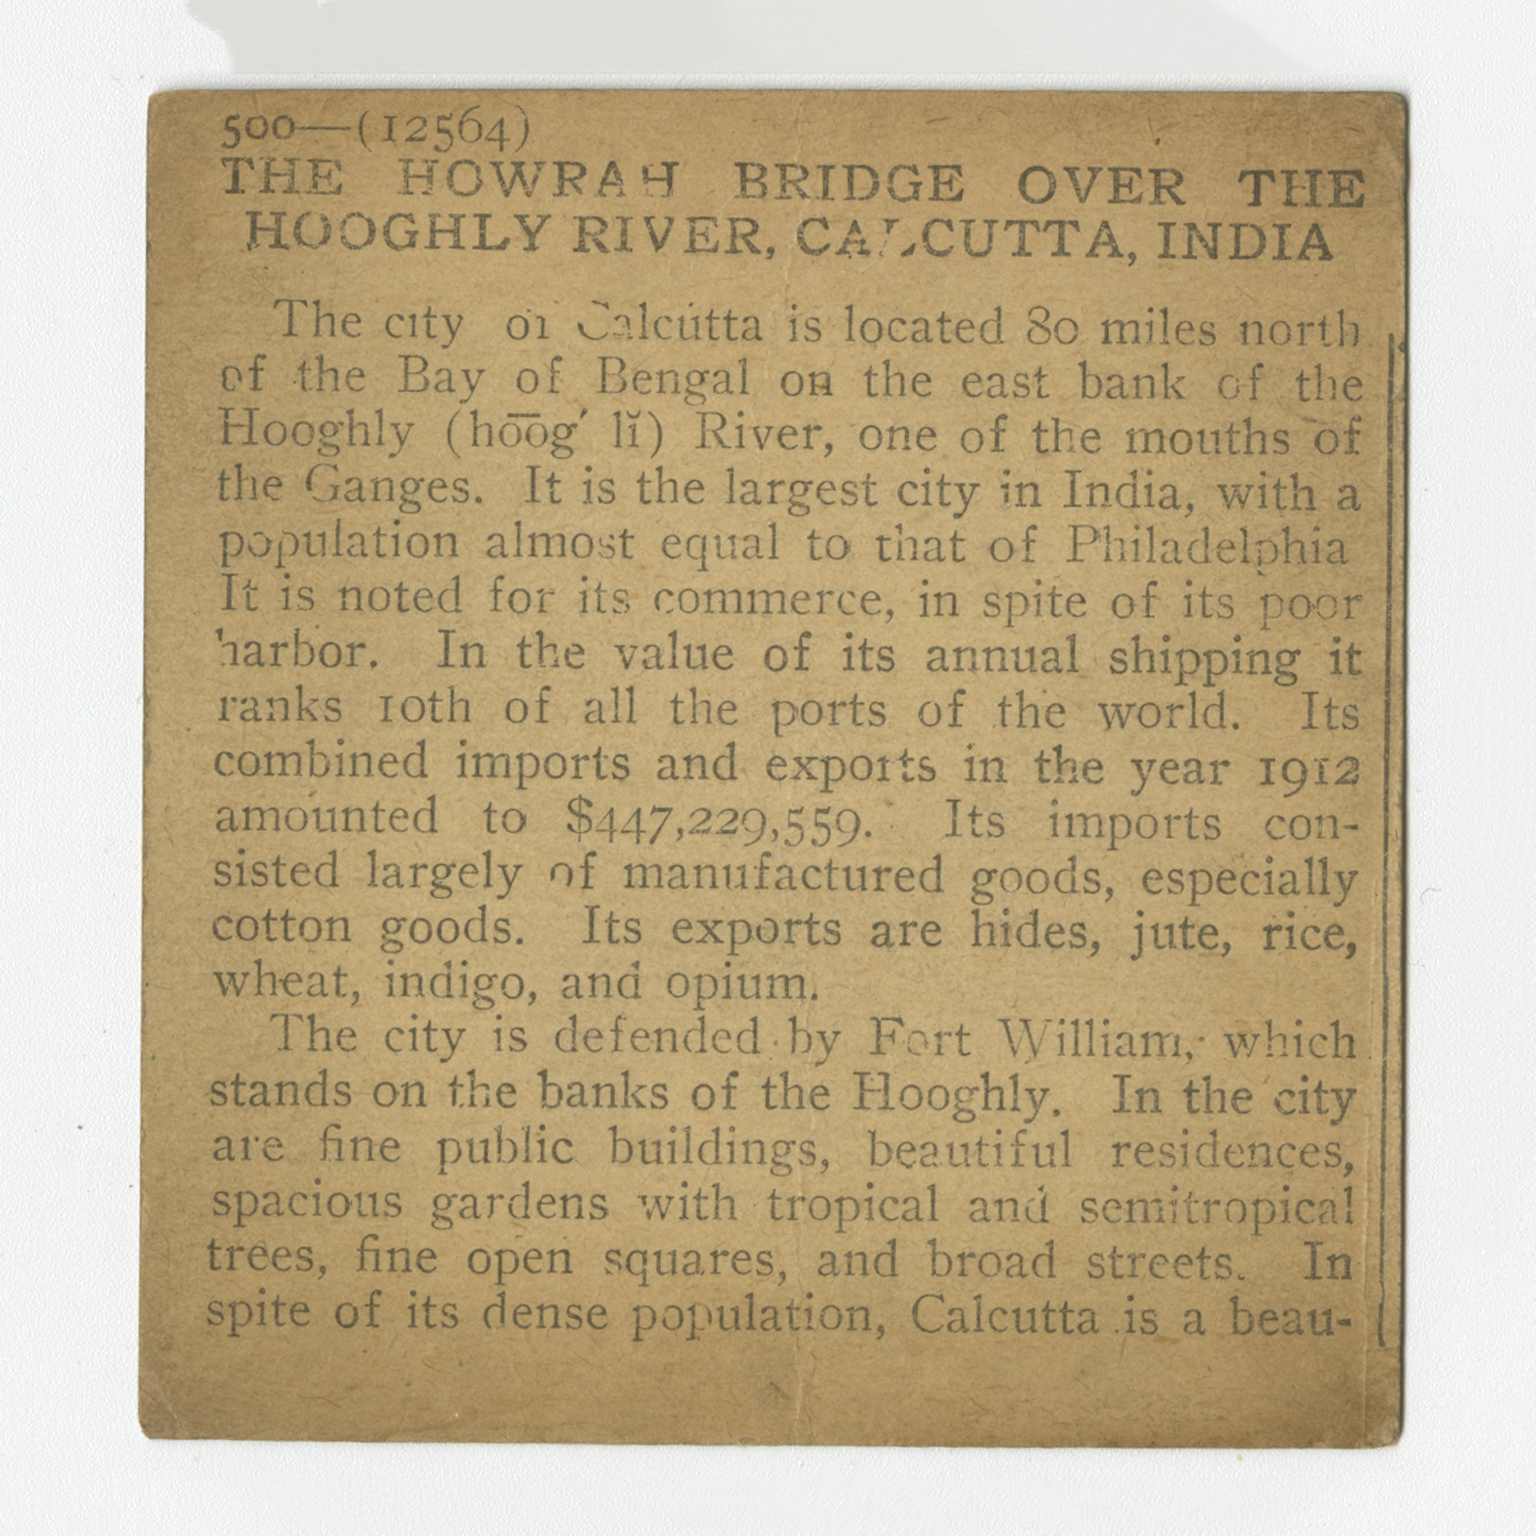 500—(12564)
THE HOWRAH BRIDGE OVER THE
HOOGHLY RIVER, CALCUTTA, INDIA
The city of Calcutta is located 80 miles north
of the Bay of Bengal on the east bank of the
Hooghly (ho͞og′ lĭ) River, one of the mouths of
the Ganges. It is the largest city in India, with a
population almost equal to that of Philadelphia
It is noted for its commerce, in spite of its poor
harbor. In the value of its annual shipping it
ranks 10th of all the ports of the world. Its
combined imports and exports in the year 1912
amounted to $447,229,559. Its imports con-
sisted largely of manufactured goods, especially
cotton goods. Its exports are hides, jute, rice,
wheat, indigo, and opium.
The city is defended by Fort William, which
stands on the banks of the Hooghly. In the city
are fine public buildings, beautiful residences,
spacious gardens with tropical and semitropical
trees, fine open squares, and broad streets. In
spite of its dense population, Calcutta is a beau-